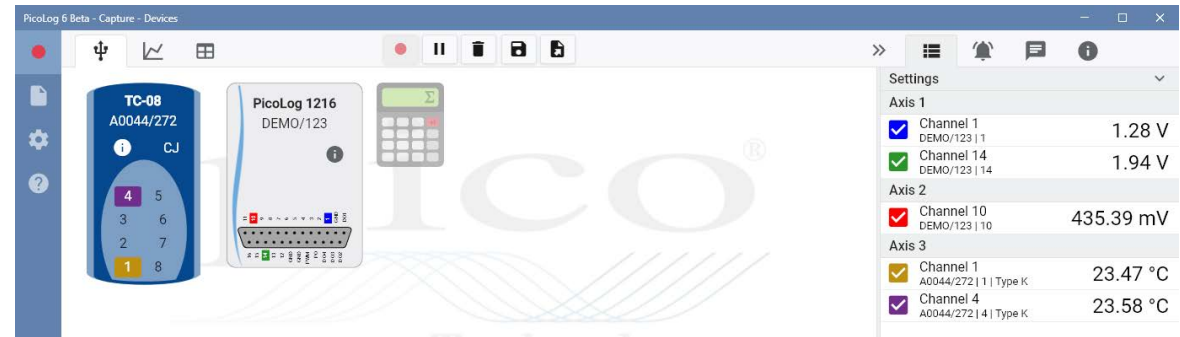 PicoLog 6 Beta - Capture - Devices
TC-08
A0044/272
CJ
4 5
3 6
2 7
1 8
PicoLog 1216
DEMO/123
Σ
pico
®
Settings
Axis 1
Channel 1
DEMO/123 | 1
1.28 V
Channel 14
DEMO/123 | 14
1.94 V
Axis 2
Channel 10
DEMO/123 | 10
435.39 mV
Axis 3
Channel 1
A0044/272 | 1 | Type K
23.47 °C
Channel 4
A0044/272 | 4 | Type K
23.58 °C